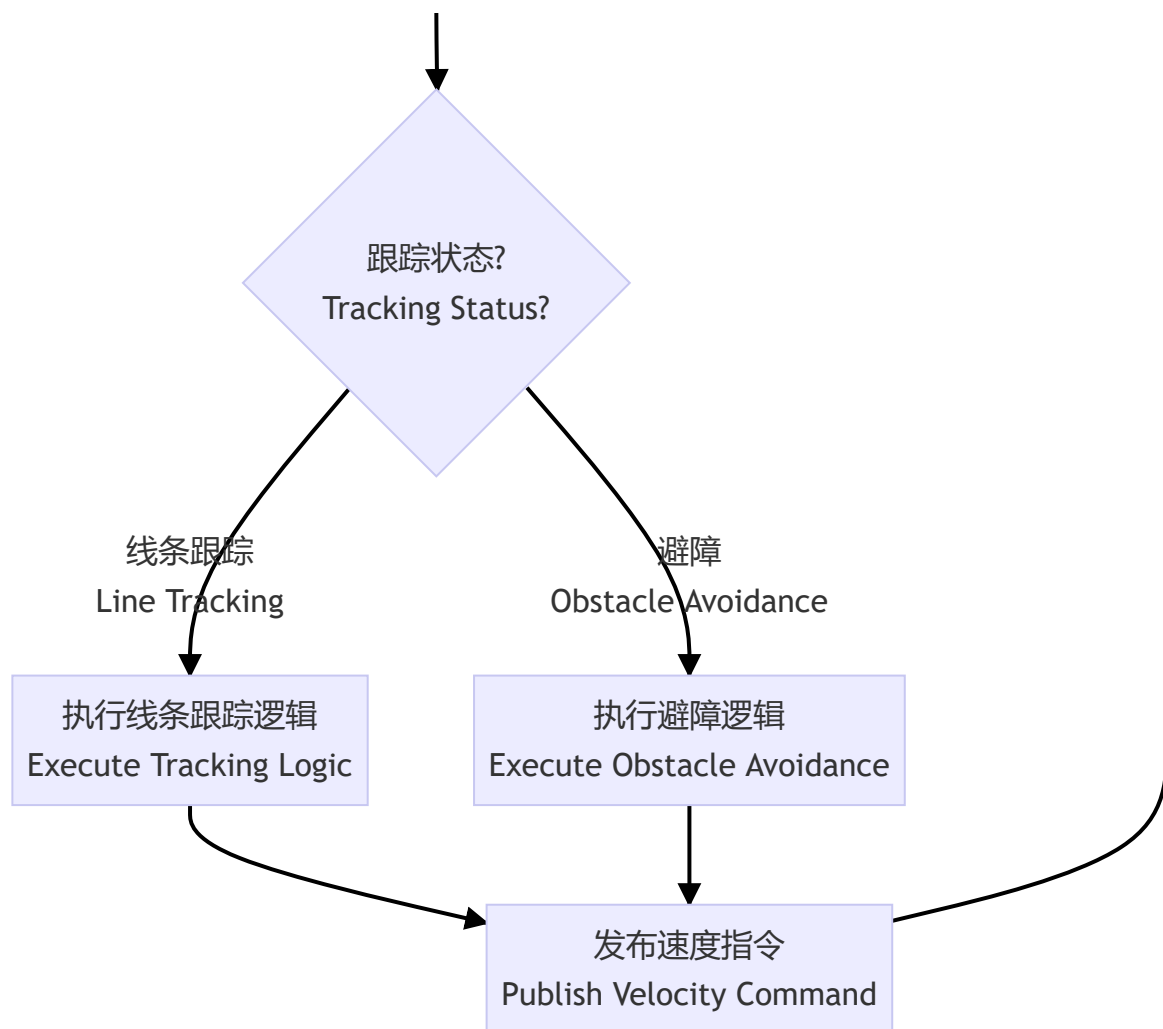 跟踪状态?
Tracking Status?
线条跟踪
Line Tracking
避障
Obstacle Avoidance
执行线条跟踪逻辑
Execute Tracking Logic
执行避障逻辑
Execute Obstacle Avoidance
发布速度指令
Publish Velocity Command